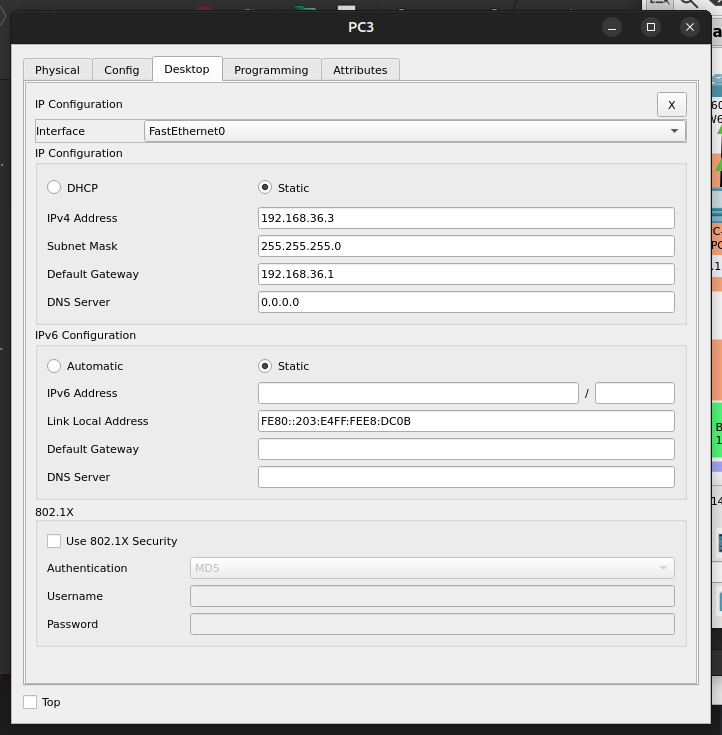 PC3
Physical Config Desktop Programming Attributes
IP Configuration X
Interface FastEthernet0
IP Configuration
DHCP Static
IPv4 Address 192.168.36.3
Subnet Mask 255.255.255.0
Default Gateway 192.168.36.1
DNS Server 0.0.0.0
IPv6 Configuration
Automatic Static
IPv6 Address /
Link Local Address FE80::203:E4FF:FEE8:DC0B
Default Gateway
DNS Server
802.1X
Use 802.1X Security
Authentication MD5
Username
Password
Top